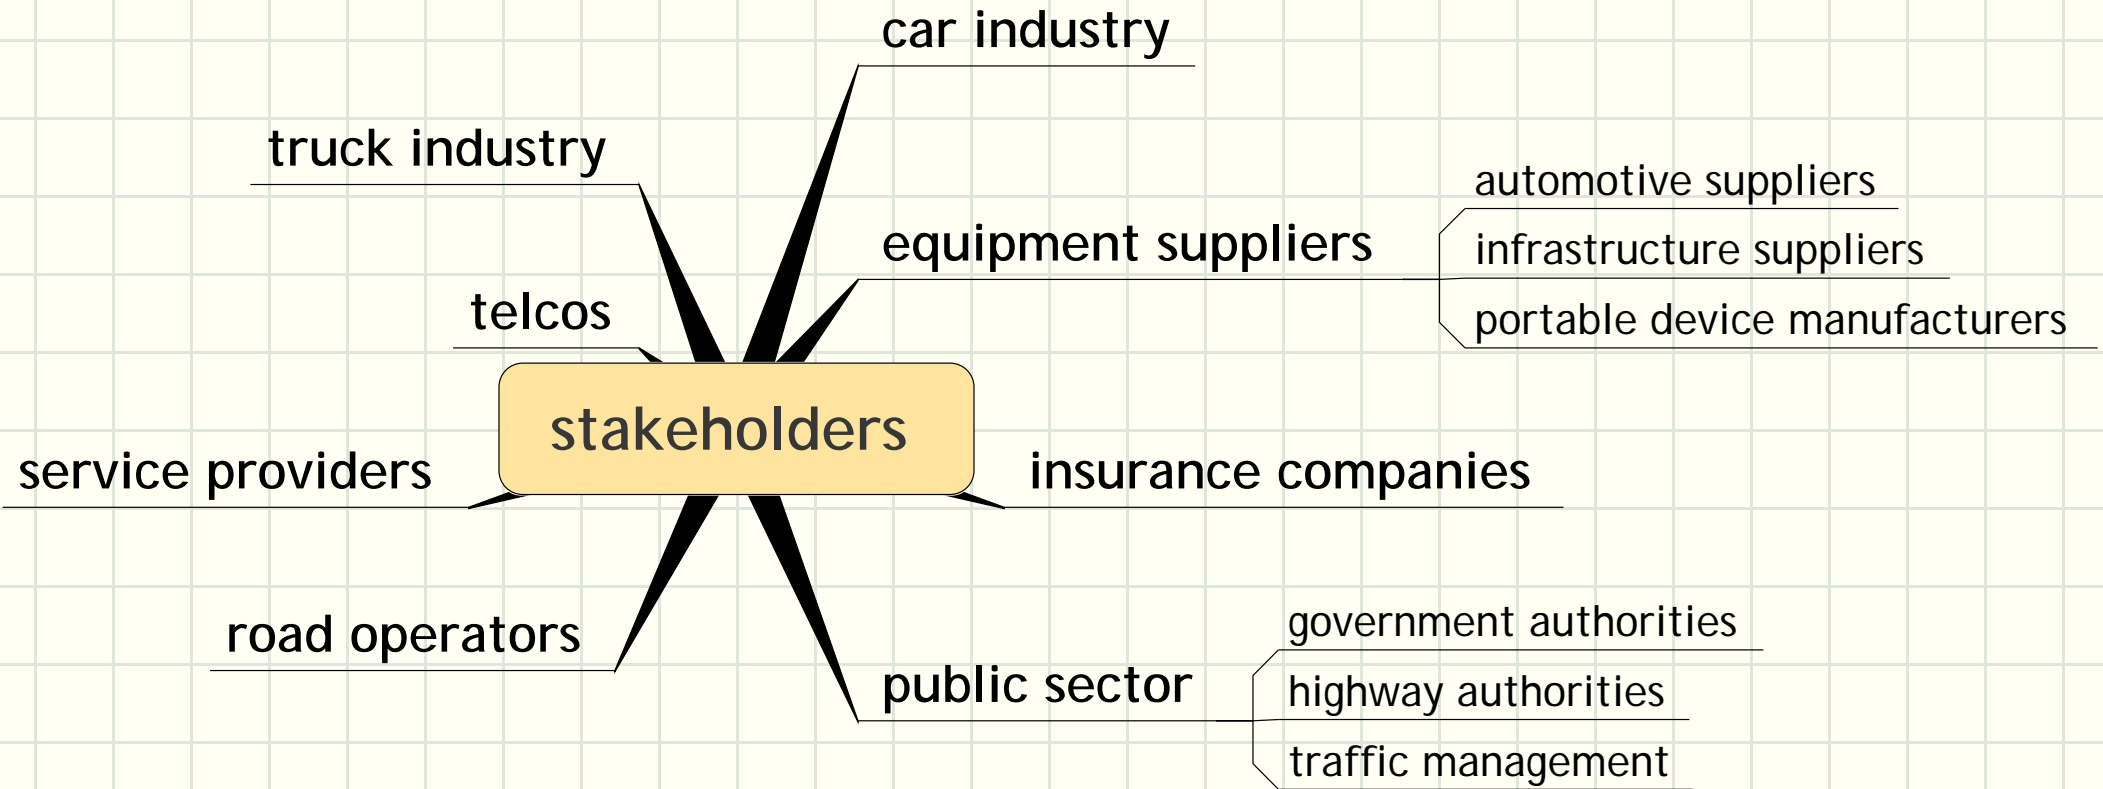 car industry
truck industry
automotive suppliers
equipment suppliers
infrastructure suppliers
telcos
portable device manufacturers
stakeholders
service providers
insurance companies
road operators
government authorities
public sector
highway authorities
traffic management